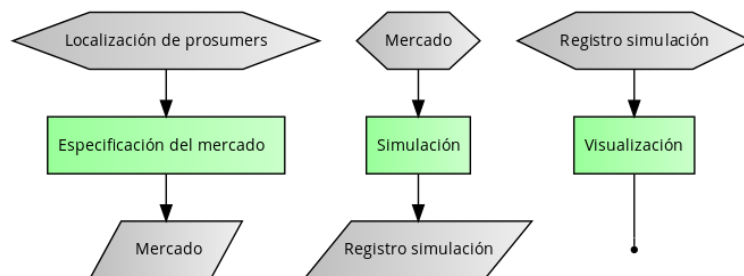 Localización de prosumers
Mercado
Registro simulación
Especificación del mercado
Simulación
Visualización
Mercado
Registro simulación